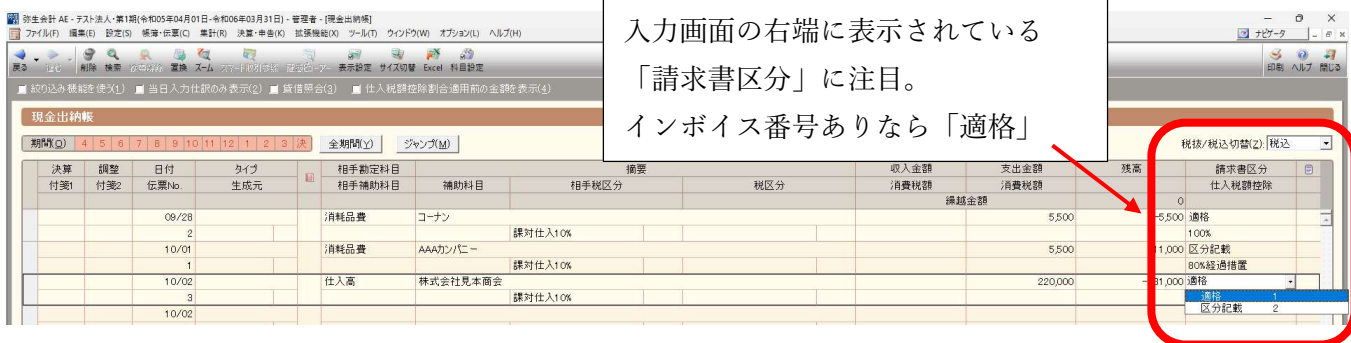 弥生会計 AE - テスト法人・第1期(令和05年04月01日-令和06年03月31日) - 管理者 - [現金出納帳]
ファイル(F) 編集(E) 設定(S) 帳簿・伝票(C) 集計(R) 決算・申告(K) 拡張機能(X) ツール(T) ウィンドウ(W) オプション(L) ヘルプ(H)
ナビゲータ
戻る 削除 検索 置換 ズーム 表示設定 サイズ切替 Excel 科目設定 印刷 ヘルプ 閉じる
絞り込み機能を使う(1) 当日入力仕訳のみ表示(2) 貸借照合(3) 仕入税額控除割合適用前の金額を表示(4)
入力画面の右端に表示されている
「請求書区分」に注目。
インボイス番号ありなら「適格」
現金出納帳
期間(O) 4 5 6 7 8 9 10 11 12 1 2 3 決 全期間(Y) ジャンプ(M) 税抜/税込切替(Z): 税込
決算 調整 日付 タイプ 相手勘定科目 摘要 収入金額 支出金額 残高 請求書区分
付箋1 付箋2 伝票No. 生成元 相手補助科目 補助科目 相手税区分 税区分 消費税額 消費税額 仕入税額控除
繰越金額 0
09/28 消耗品費 コーナン 5,500 -5,500 適格
2 課対仕入10% 100%
10/01 消耗品費 AAAカンパニー 5,500 11,000 区分記載
1 課対仕入10% 80%経過措置
10/02 仕入高 株式会社見本商会 220,000 31,000 適格
3 課対仕入10% 適格 1
区分記載 2
10/02